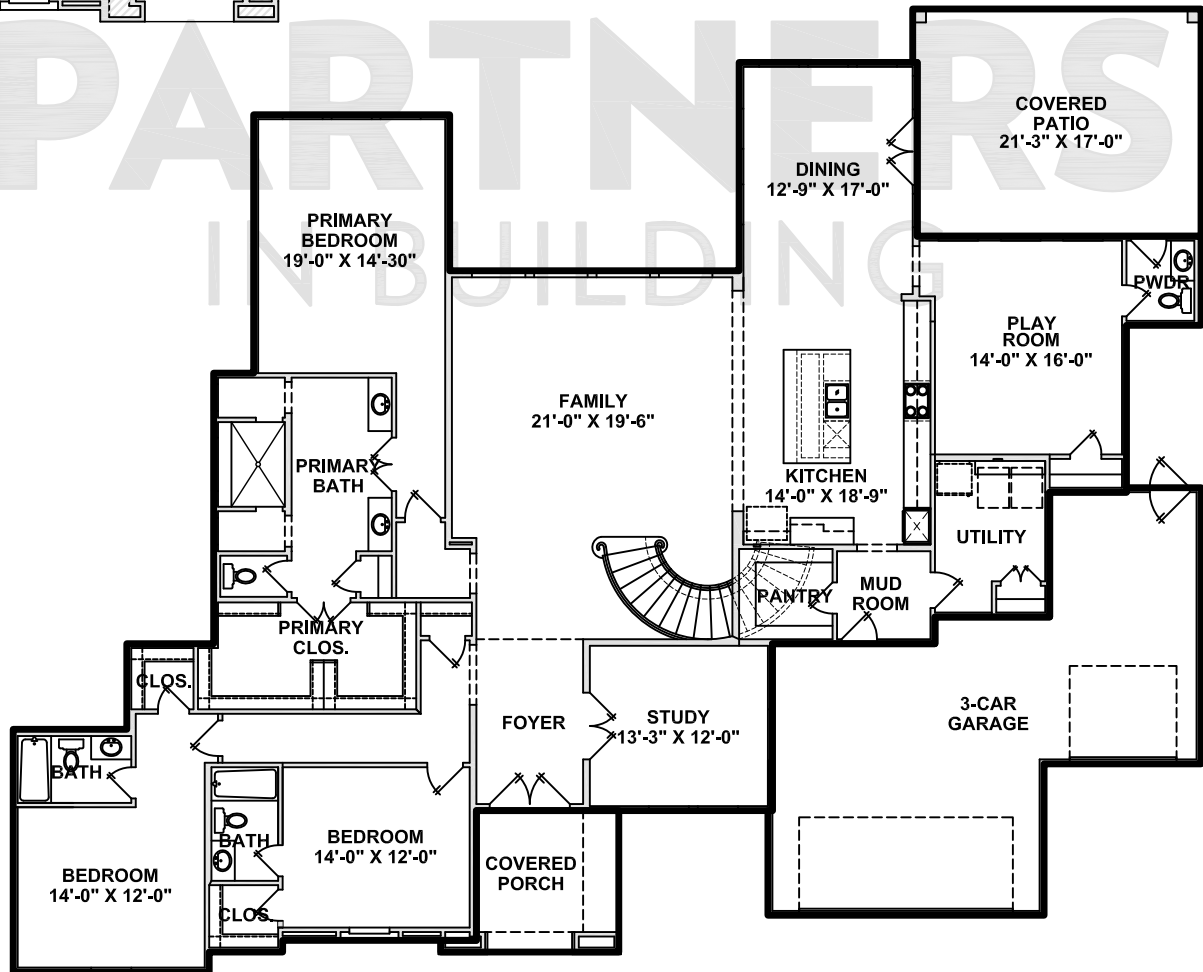 PARTNERS
IN BUILDING
COVERED
PATIO
21'-3" X 17'-0"
DINING
12'-9" X 17'-0"
PRIMARY
BEDROOM
19'-0" X 14'-30"
PWDR
PLAY
ROOM
14'-0" X 16'-0"
FAMILY
21'-0" X 19'-6"
PRIMARY
BATH
KITCHEN
14'-0" X 18'-9"
UTILITY
PANTRY
MUD
ROOM
PRIMARY
CLOS.
CLOS.
FOYER
STUDY
13'-3" X 12'-0"
3-CAR
GARAGE
BATH
BATH
BEDROOM
14'-0" X 12'-0"
COVERED
PORCH
BEDROOM
14'-0" X 12'-0"
CLOS.